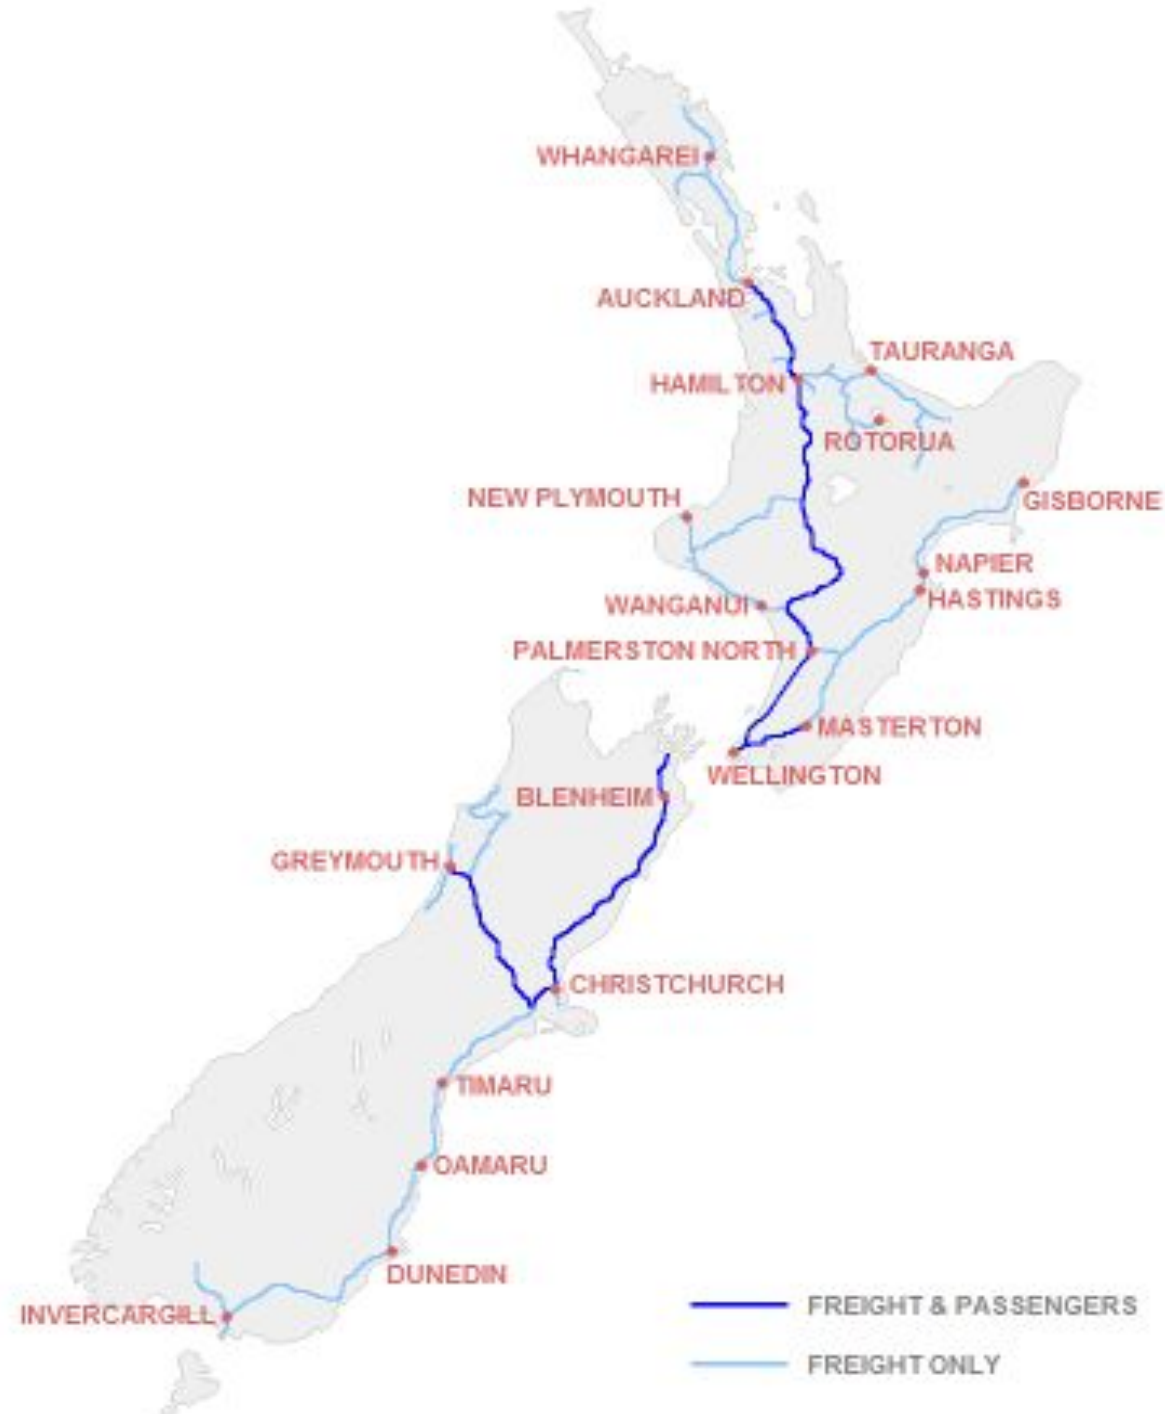 WHANGAREI
AUCKLAND
TAURANGA
HAMILTON
ROTORUA
NEW PLYMOUTH
GISBORNE
NAPIER
HASTINGS
WANGANUI
PALMERSTON NORTH
MASTERTON
WELLINGTON
BLENHEIM
GREYMOUTH
CHRISTCHURCH
TIMARU
OAMARU
DUNEDIN
INVERCARGILL
FREIGHT & PASSENGERS
FREIGHT ONLY